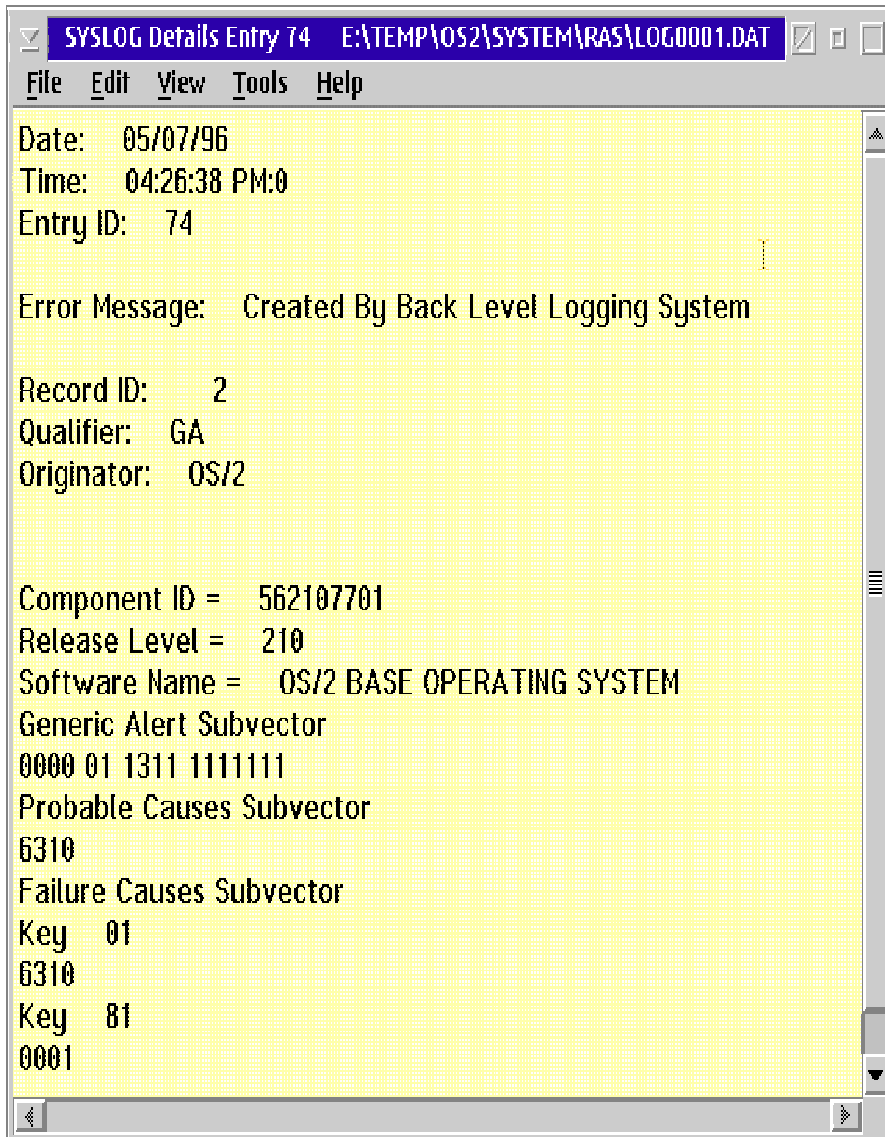 SYSLOG Details Entry 74 E:\TEMP\OS2\SYSTEM\RAS\LOG0001.DAT
File Edit View Tools Help
Date: 05/07/96
Time: 04:26:38 PM:0
Entry ID: 74
Error Message: Created By Back Level Logging System
Record ID: 2
Qualifier: GA
Originator: OS/2
Component ID = 562107701
Release Level = 210
Software Name = OS/2 BASE OPERATING SYSTEM
Generic Alert Subvector
0000 01 1311 1111111
Probable Causes Subvector
6310
Failure Causes Subvector
Key 01
6310
Key 81
0001